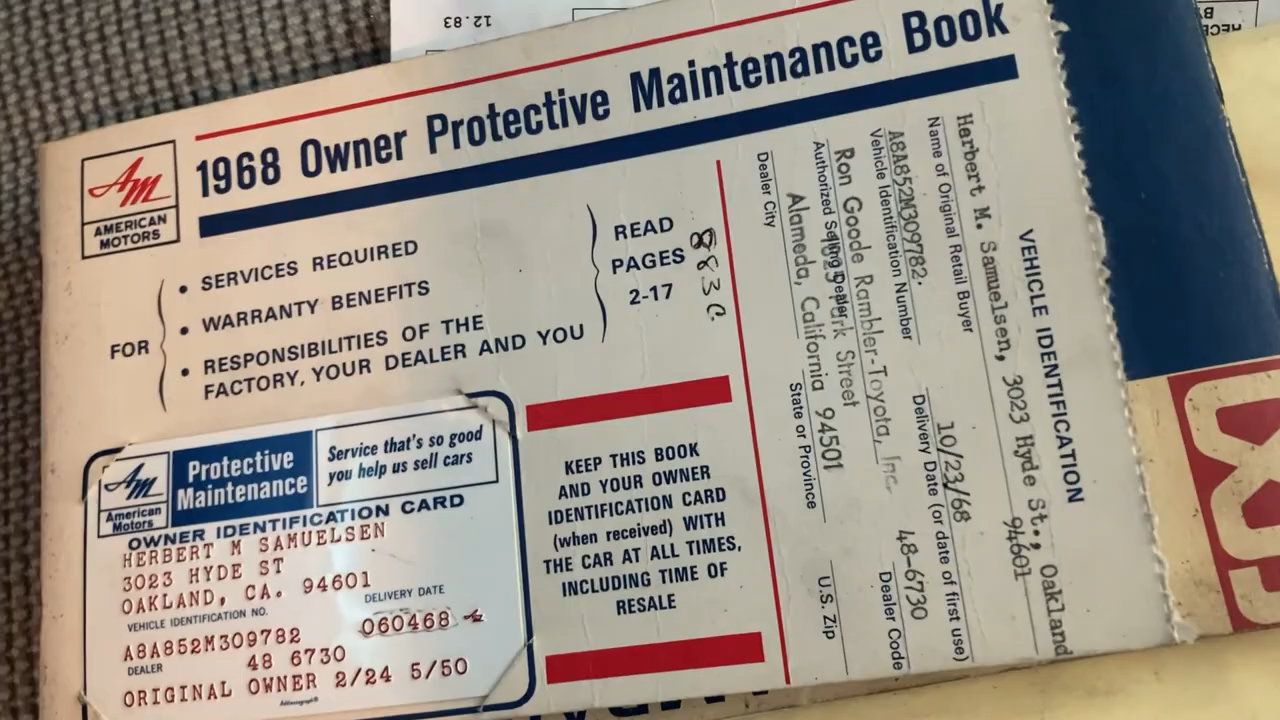 12.83
1968 Owner Protective Maintenance Book
AM
AMERICAN
MOTORS
FOR
• SERVICES REQUIRED
• WARRANTY BENEFITS
• RESPONSIBILITIES OF THE
FACTORY, YOUR DEALER AND YOU
READ
PAGES
2-17
883C
KEEP THIS BOOK
AND YOUR OWNER
IDENTIFICATION CARD
(when received) WITH
THE CAR AT ALL TIMES,
INCLUDING TIME OF
RESALE
AM
American
Motors
Protective
Maintenance
Service that's so good
you help us sell cars
OWNER IDENTIFICATION CARD
HERBERT M SAMUELSEN
3023 HYDE ST
OAKLAND, CA. 94601
VEHICLE IDENTIFICATION NO.
DELIVERY DATE
A8A852M309782
060468
DEALER
48 6730
ORIGINAL OWNER 2/24 5/50
VEHICLE IDENTIFICATION
Herbert M. Samuelsen, 3023 Hyde St., Oakland
94601
Name of Original Retail Buyer
A8A852M309782.
10/23/68
48-6730
Vehicle Identification Number
Delivery Date (or date of first use)
Dealer Code
Ron Goode Rambler-Toyota, Inc.
Authorized Selling Dealer
Park Street
Alameda, California 94501
Dealer City
State or Province
U.S. Zip